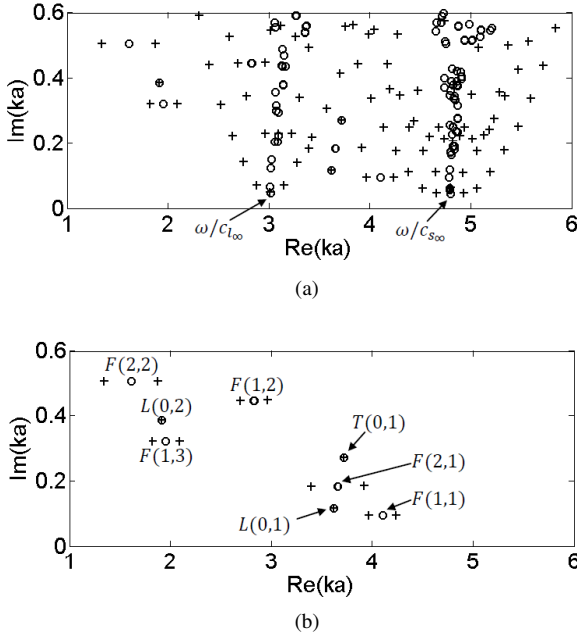 0.6
0.4
0.2
0
Im(ka)
1 2 3 4 5 6
Re(ka)
ω/c_{l_∞}
ω/c_{s_∞}
(a)
0.6
0.4
0.2
0
Im(ka)
F(2,2)
L(0,2)
F(1,3)
F(1,2)
T(0,1)
F(2,1)
F(1,1)
L(0,1)
1 2 3 4 5 6
Re(ka)
(b)